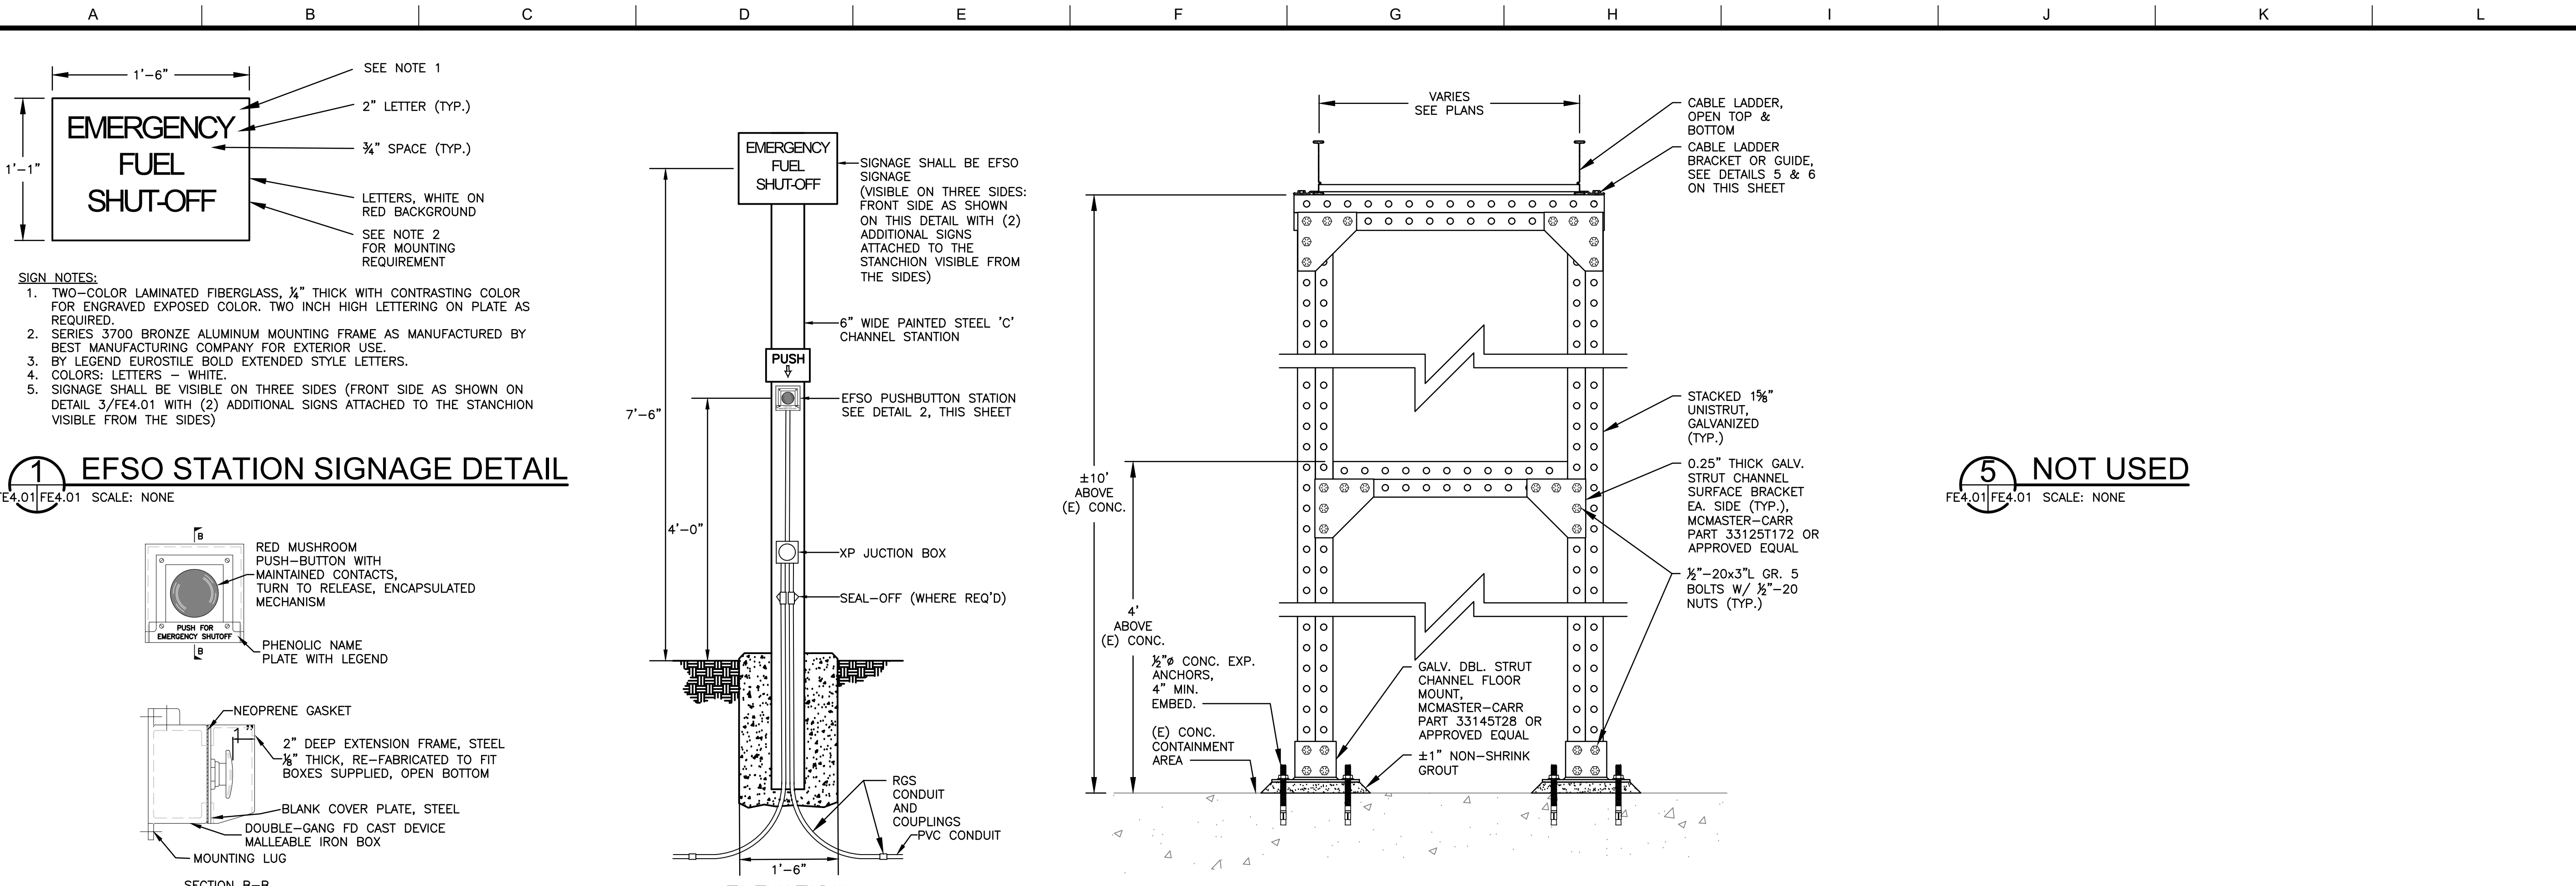 A B C D E F G H I J K L
1'-6"
1'-1"
EMERGENCY
FUEL
SHUT-OFF
SEE NOTE 1
2" LETTER (TYP.)
¾" SPACE (TYP.)
LETTERS, WHITE ON
RED BACKGROUND
SEE NOTE 2
FOR MOUNTING
REQUIREMENT
SIGN NOTES:
1. TWO-COLOR LAMINATED FIBERGLASS, ¼" THICK WITH CONTRASTING COLOR
FOR ENGRAVED EXPOSED COLOR. TWO INCH HIGH LETTERING ON PLATE AS
REQUIRED.
2. SERIES 3700 BRONZE ALUMINUM MOUNTING FRAME AS MANUFACTURED BY
BEST MANUFACTURING COMPANY FOR EXTERIOR USE.
3. BY LEGEND EUROSTILE BOLD EXTENDED STYLE LETTERS.
4. COLORS: LETTERS - WHITE.
5. SIGNAGE SHALL BE VISIBLE ON THREE SIDES (FRONT SIDE AS SHOWN ON
DETAIL 3/FE4.01 WITH (2) ADDITIONAL SIGNS ATTACHED TO THE STANCHION
VISIBLE FROM THE SIDES)
1 EFSO STATION SIGNAGE DETAIL
FE4.01 FE4.01 SCALE: NONE
B
RED MUSHROOM
PUSH-BUTTON WITH
MAINTAINED CONTACTS,
TURN TO RELEASE, ENCAPSULATED
MECHANISM
PUSH FOR
EMERGENCY SHUTOFF
B
PHENOLIC NAME
PLATE WITH LEGEND
NEOPRENE GASKET
1"
2" DEEP EXTENSION FRAME, STEEL
⅛" THICK, RE-FABRICATED TO FIT
BOXES SUPPLIED, OPEN BOTTOM
BLANK COVER PLATE, STEEL
DOUBLE-GANG FD CAST DEVICE
MALLEABLE IRON BOX
MOUNTING LUG
SECTION B-B
EMERGENCY
FUEL
SHUT-OFF
SIGNAGE SHALL BE EFSO
SIGNAGE
(VISIBLE ON THREE SIDES:
FRONT SIDE AS SHOWN
ON THIS DETAIL WITH (2)
ADDITIONAL SIGNS
ATTACHED TO THE
STANCHION VISIBLE FROM
THE SIDES)
6" WIDE PAINTED STEEL 'C'
CHANNEL STANTION
PUSH
EFSO PUSHBUTTON STATION
SEE DETAIL 2, THIS SHEET
7'-6"
4'-0"
XP JUCTION BOX
SEAL-OFF (WHERE REQ'D)
RGS
CONDUIT
AND
COUPLINGS
PVC CONDUIT
1'-6"
VARIES
SEE PLANS
CABLE LADDER,
OPEN TOP &
BOTTOM
CABLE LADDER
BRACKET OR GUIDE,
SEE DETAILS 5 & 6
ON THIS SHEET
STACKED 1⅝"
UNISTRUT,
GALVANIZED
(TYP.)
0.25" THICK GALV.
STRUT CHANNEL
SURFACE BRACKET
EA. SIDE (TYP.),
MCMASTER-CARR
PART 33125T172 OR
APPROVED EQUAL
½"-20x3"L GR. 5
BOLTS W/ ½"-20
NUTS (TYP.)
±10'
ABOVE
(E) CONC.
4'
ABOVE
(E) CONC.
½"ø CONC. EXP.
ANCHORS,
4" MIN.
EMBED.
(E) CONC.
CONTAINMENT
AREA
GALV. DBL. STRUT
CHANNEL FLOOR
MOUNT,
MCMASTER-CARR
PART 33145T28 OR
APPROVED EQUAL
±1" NON-SHRINK
GROUT
5 NOT USED
FE4.01 FE4.01 SCALE: NONE